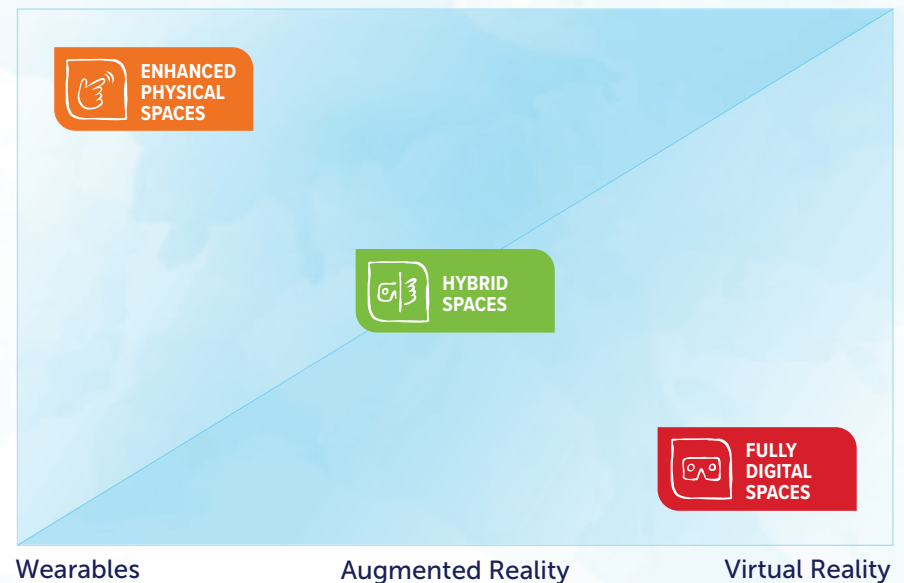 ENHANCED
PHYSICAL
SPACES
HYBRID
SPACES
FULLY
DIGITAL
SPACES
Wearables
Augmented Reality
Virtual Reality